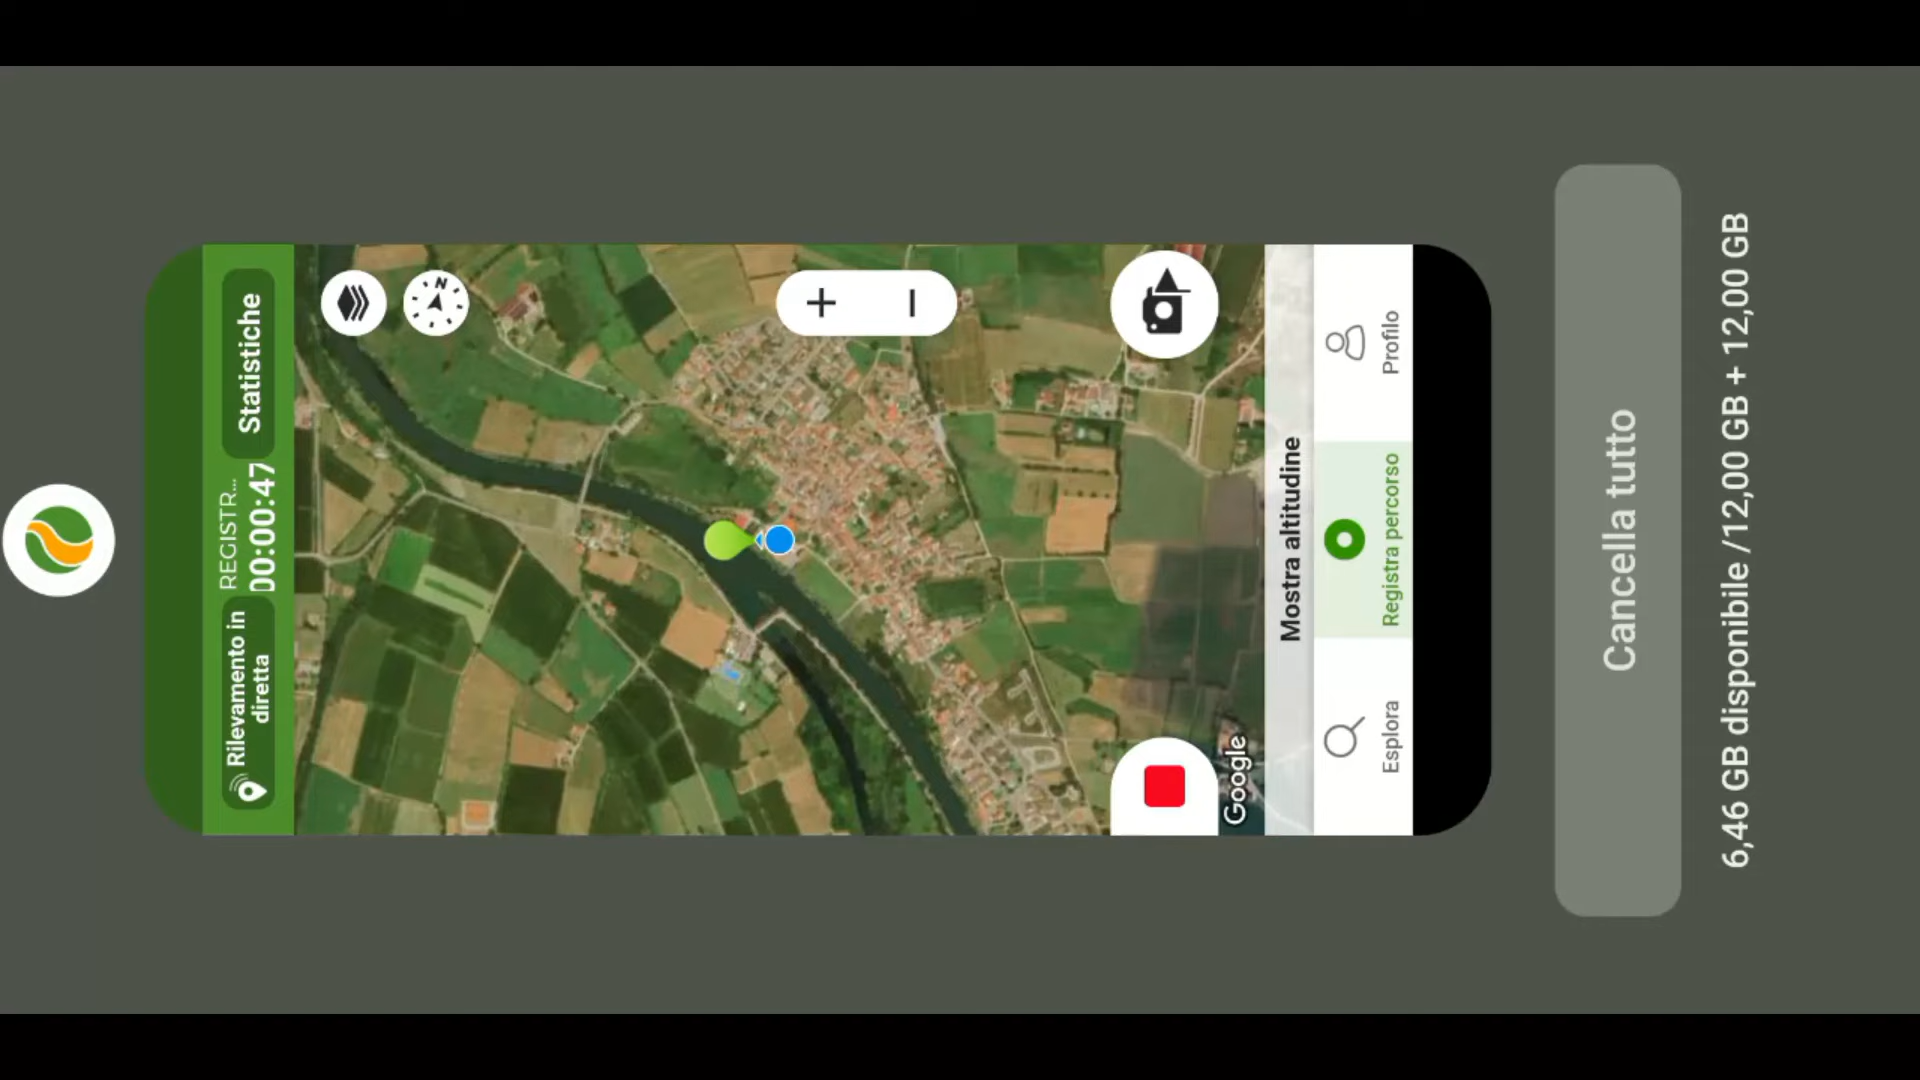 Rilevamento in
diretta
REGISTR...
00:00:47
Statistiche
N
Google
Mostra altitudine
Esplora
Registra percorso
Profilo
Cancella tutto
6,46 GB disponibile /12,00 GB + 12,00 GB